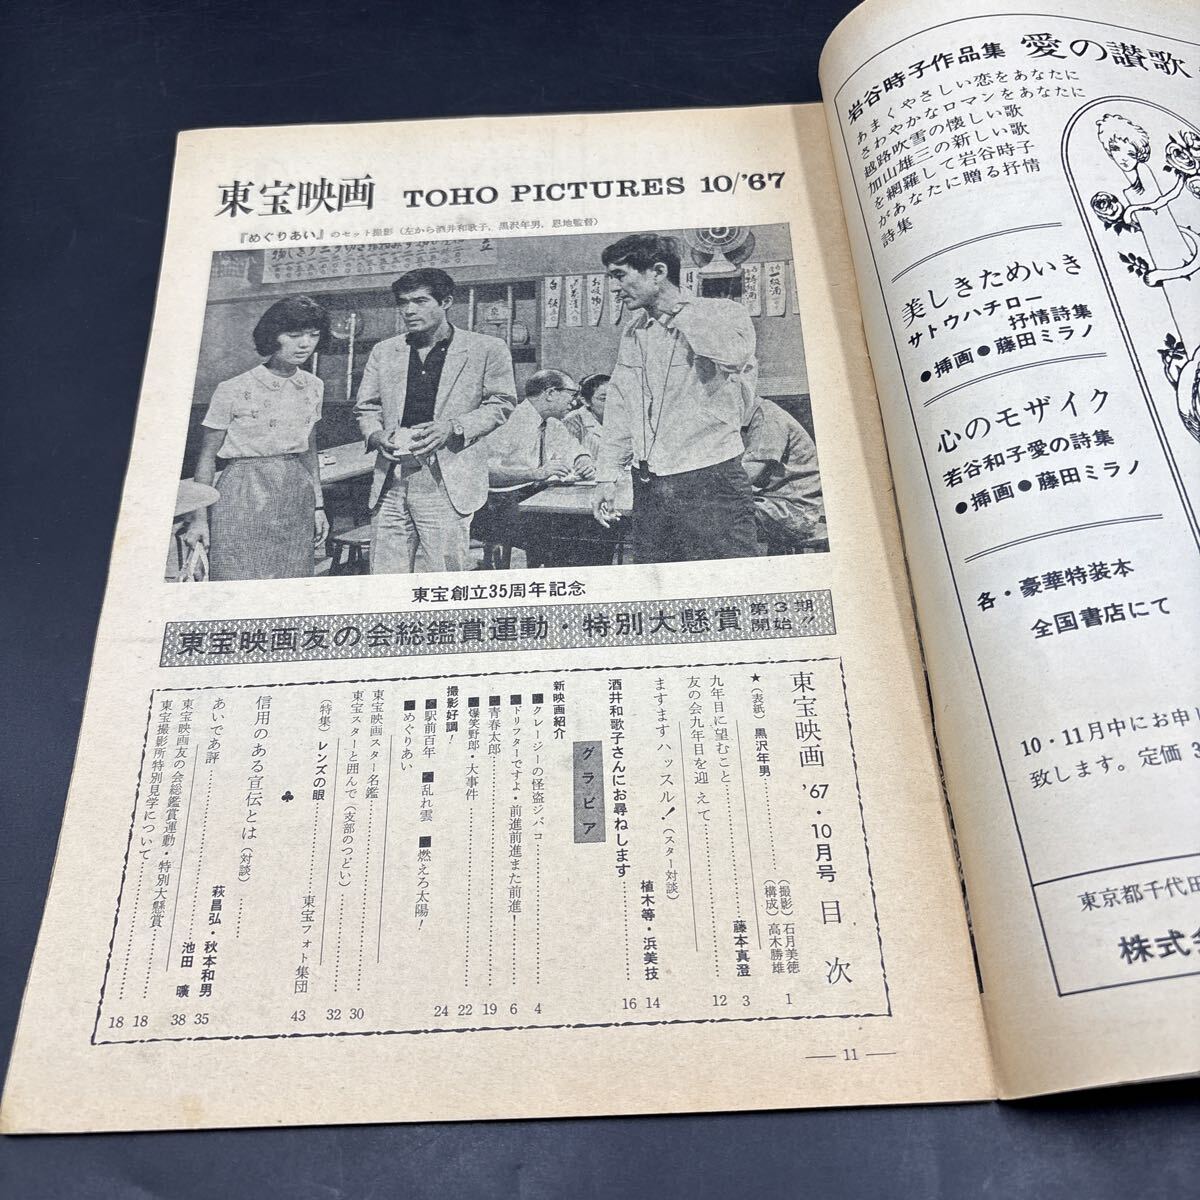 東宝映画 TOHO PICTURES 10/'67
『めぐりあい』のセット撮影(左から酒井和歌子,黒沢年男,恩地監督)
東宝創立35周年記念
東宝映画友の会総鑑賞運動・特別大懸賞 第3期開始!!
東宝映画 '67・10月号 目次
★(表紙)黒沢年男……(撮影)石月美徳 (構成)高木勝雄 1
九年目に望むこと……藤本真澄 3
友の会九年目を迎えて…… 12
ますますハッスル!(スター対談)……植木等・浜美枝 14
酒井和歌子さんにお尋ねします…… 16
グラビア
新映画紹介
■クレージーの怪盗ジバコ…… 4
■ドリフターズですよ・前進前進また前進!…… 6
■青春太郎…… 19
■爆笑野郎・大事件…… 22
撮影好調!
■駅前百年 ■乱れ雲 ■燃えろ太陽!
■めぐりあい…… 24
東宝映画スター名鑑…… 30
東宝スターと囲んで(支部のつどい)…… 32
(特集)レンズの眼……東宝フォト集団 43
♣
信用のある宣伝とは(対談)……萩昌弘・秋本和男 35
あいであ評……池田曠 38
東宝映画友の会総鑑賞運動・特別大懸賞…… 18
東宝撮影所特別見学について…… 18
— 11 —
岩谷時子作品集 愛の讃歌
あまくやさしい恋をあなたに
さわやかなロマンをあなたに
越路吹雪の懐しい歌
加山雄三の新しい歌
を網羅して岩谷時子
があなたに贈る抒情
詩集
美しきためいき
サトウハチロー
抒情詩集
●挿画●藤田ミラノ
心のモザイク
若谷和子愛の詩集
●挿画●藤田ミラノ
各・豪華特装本
全国書店にて
10・11月中にお申し
致します。定価 3
東京都千代田
株式会